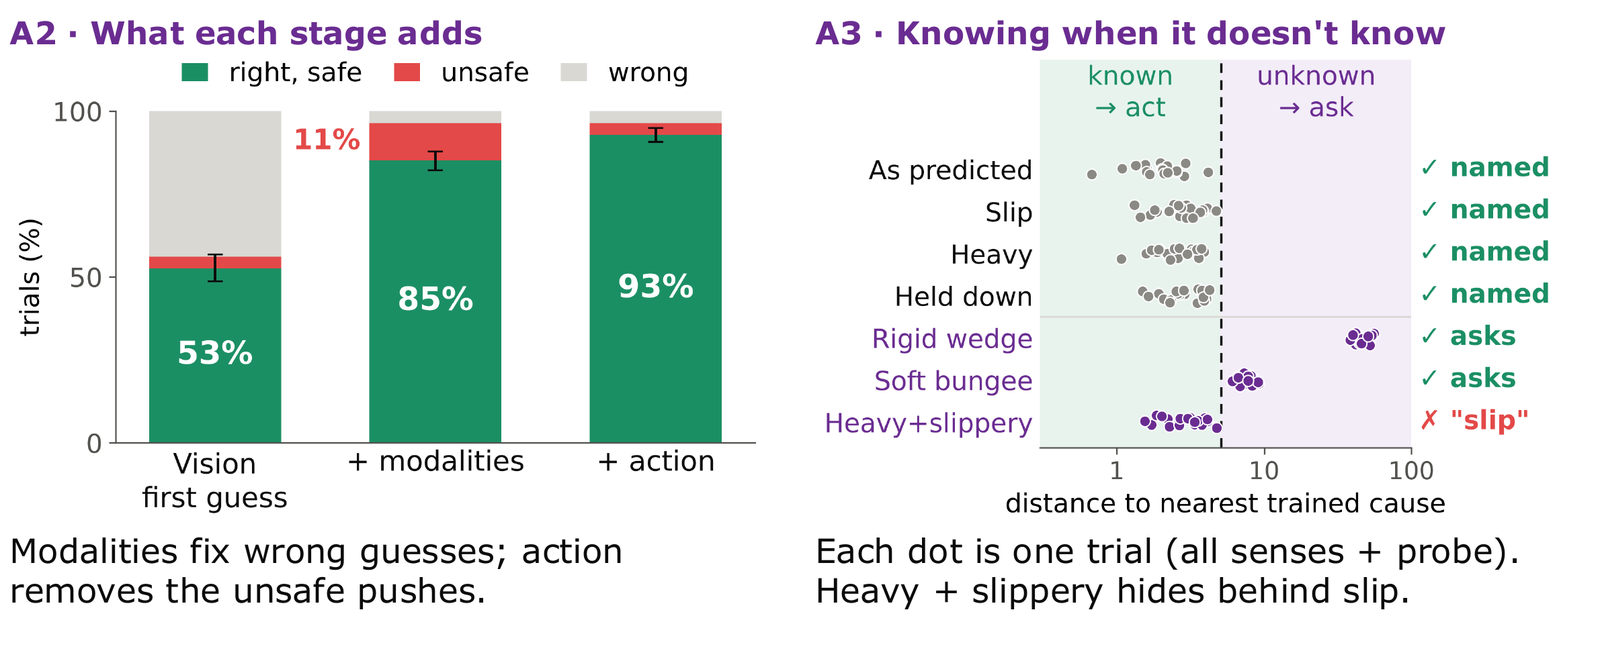 A2 · What each stage adds
right, safe
unsafe
wrong
100
50
0
trials (%)
11%
53%
85%
93%
Vision
first guess
+ modalities
+ action
Modalities fix wrong guesses; action
removes the unsafe pushes.
A3 · Knowing when it doesn't know
known
→ act
unknown
→ ask
As predicted
✓ named
Slip
✓ named
Heavy
✓ named
Held down
✓ named
Rigid wedge
✓ asks
Soft bungee
✓ asks
Heavy+slippery
✗ "slip"
1
10
100
distance to nearest trained cause
Each dot is one trial (all senses + probe).
Heavy + slippery hides behind slip.